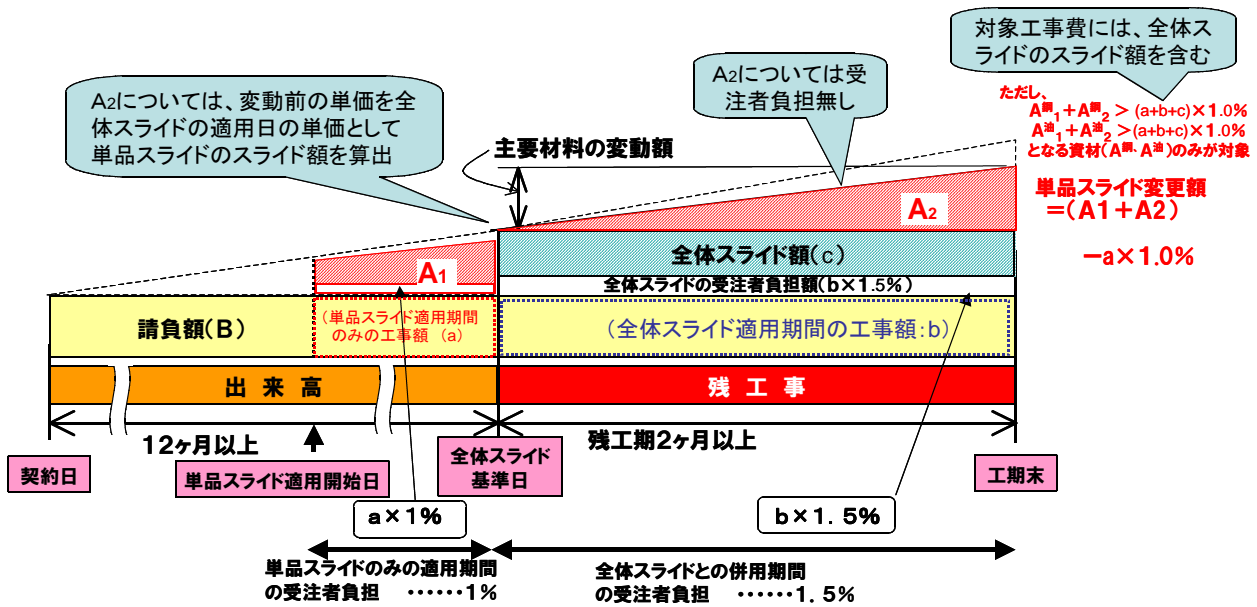 対象工事費には、全体ス
ライドのスライド額を含む
A2については受
注者負担無し
A2については、変動前の単価を全
体スライドの適用日の単価として
単品スライドのスライド額を算出
ただし、
A鋼1+A鋼2>(a+b+c)×1.0%
A油1+A油2>(a+b+c)×1.0%
となる資材(A鋼、A油)のみが対象
主要材料の変動額
単品スライド変更額
=(A1+A2)
-a×1.0%
A2
A1
全体スライド額(c)
全体スライドの受注者負担額(b×1.5%)
請負額(B)
(単品スライド適用期間
のみの工事額 (a)
(全体スライド適用期間の工事額:b)
出 来 高
残 工 事
12ヶ月以上
残工期2ヶ月以上
契約日
単品スライド適用開始日
全体スライド
基準日
工期末
a×1%
b×1.5%
単品スライドのみの適用期間
の受注者負担 ……1%
全体スライドとの併用期間
の受注者負担 ……1.5%